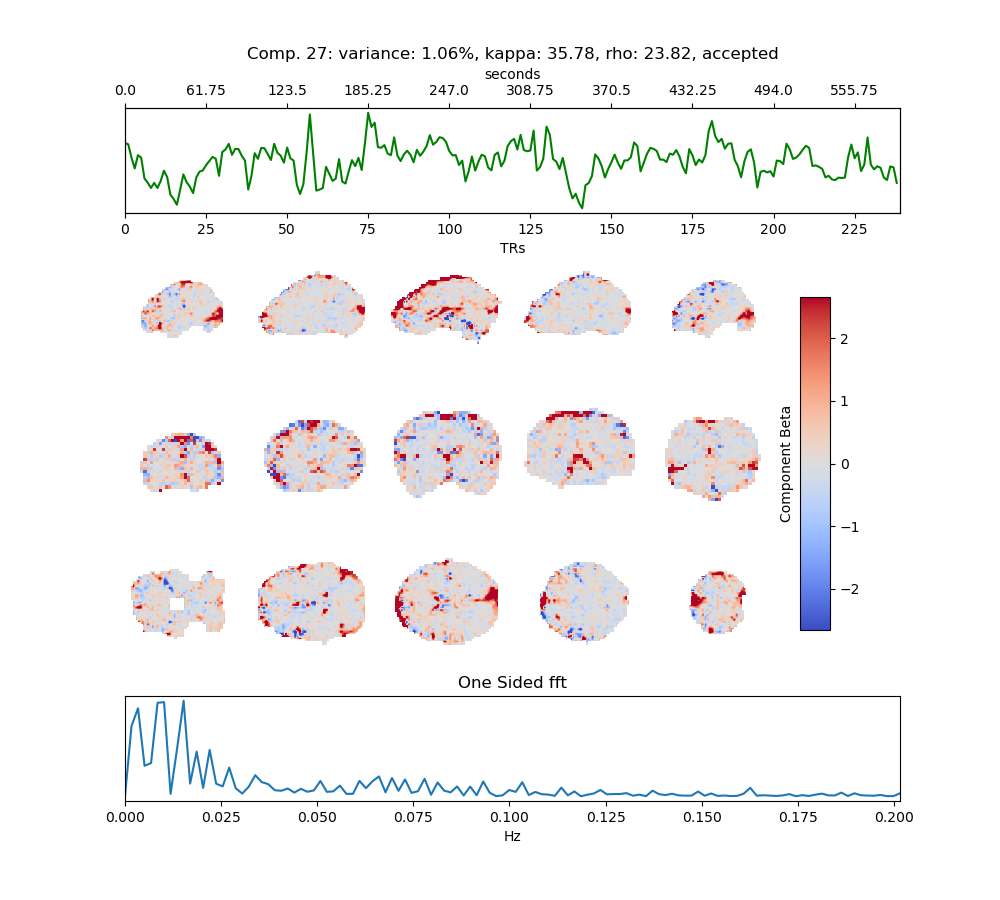 Comp. 27: variance: 1.06%, kappa: 35.78, rho: 23.82, accepted
seconds
0.0 61.75 123.5 185.25 247.0 308.75 370.5 432.25 494.0 555.75
0 25 50 75 100 125 150 175 200 225
TRs
2
1
0
−1
−2
Component Beta
One Sided fft
0.000 0.025 0.050 0.075 0.100 0.125 0.150 0.175 0.200
Hz